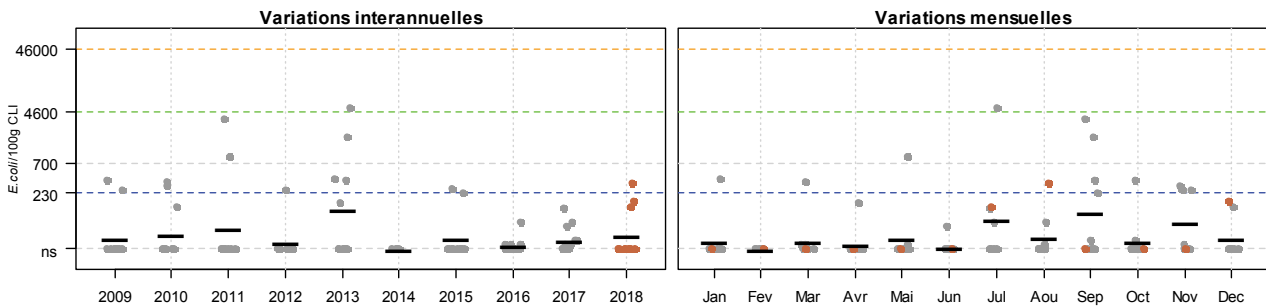 Variations interannuelles
Variations mensuelles
E.coli/100g CLI
46000
4600
700
230
ns
2009 2010 2011 2012 2013 2014 2015 2016 2017 2018
Jan Fev Mar Avr Mai Jun Jul Aou Sep Oct Nov Dec